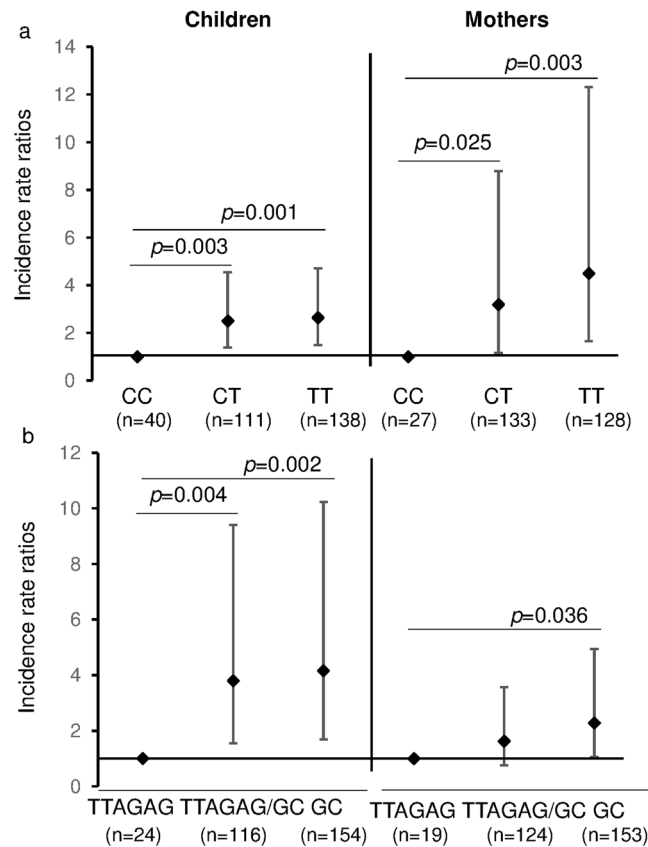 Children Mothers
a
14
12
10
8
6
4
2
0
Incidence rate ratios
p=0.003
p=0.001
p=0.025
p=0.003
CC CT TT CC CT TT
(n=40) (n=111) (n=138) (n=27) (n=133) (n=128)
b
12
10
8
6
4
2
0
Incidence rate ratios
p=0.002
p=0.004
p=0.036
TTAGAG TTAGAG/GC GC TTAGAG TTAGAG/GC GC
(n=24) (n=116) (n=154) (n=19) (n=124) (n=153)